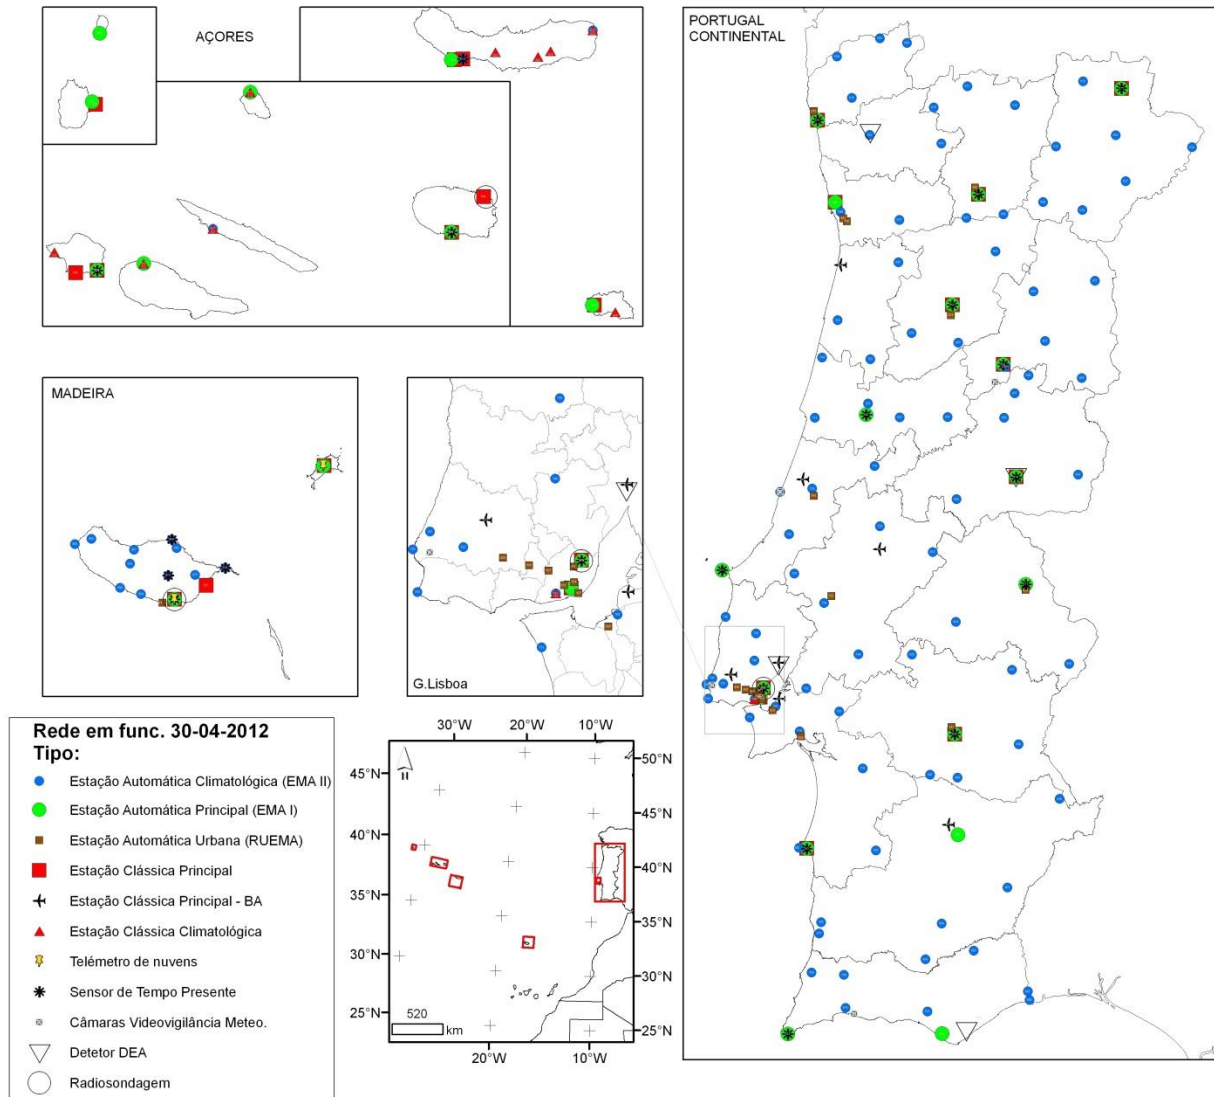 AÇORES
PORTUGAL
CONTINENTAL
MADEIRA
G.Lisboa
Rede em func. 30-04-2012
Tipo:
Estação Automática Climatológica (EMA II)
Estação Automática Principal (EMA I)
Estação Automática Urbana (RUEMA)
Estação Clássica Principal
Estação Clássica Principal - BA
Estação Clássica Climatológica
Telémetro de nuvens
Sensor de Tempo Presente
Câmaras Videovigilância Meteo.
Detetor DEA
Radiosondagem
30°W 20°W 10°W
45°N
40°N
35°N
30°N
25°N
50°N
45°N
40°N
35°N
30°N
25°N
520
km
20°W 10°W